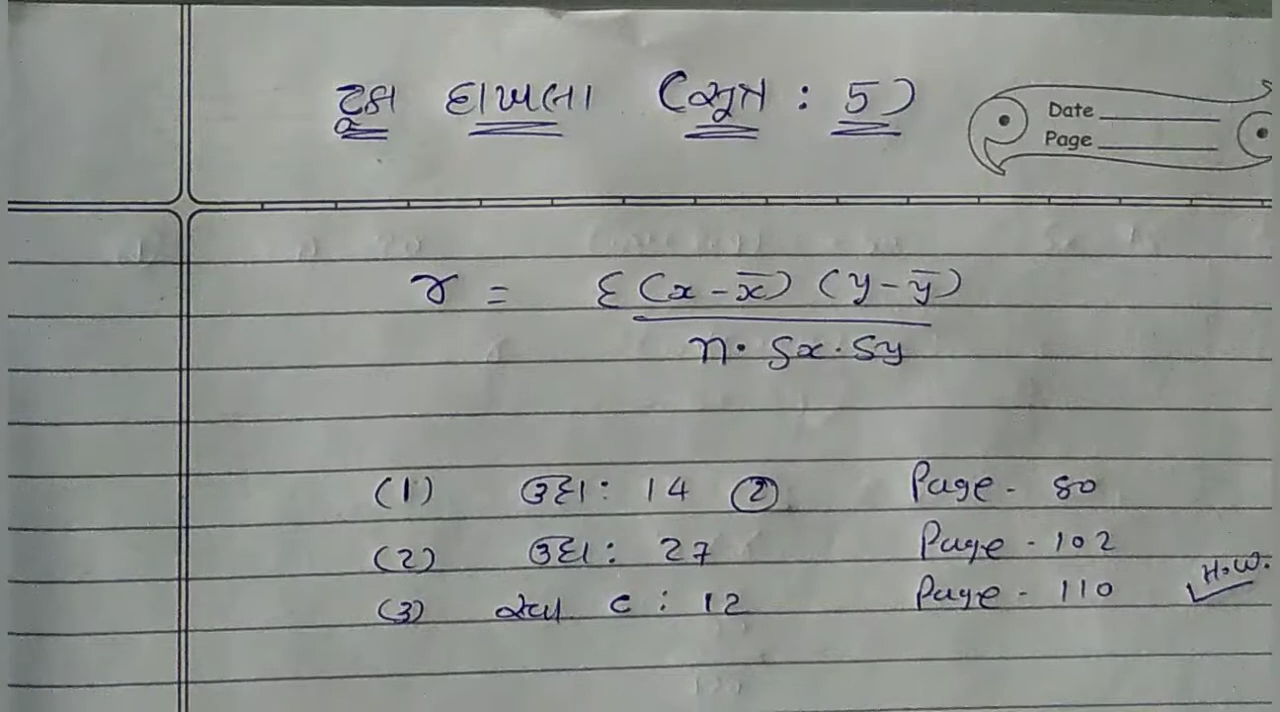 ટૂંકા દાખલા (સૂત્ર : 5)
Date
Page
r = Σ(x - x̄) (y - ȳ)
n · Sx · Sy
(1) ઉદા : 14 ② Page - 80
(2) ઉદા : 27 Page - 102
(3) સ્વા c : 12 Page - 110 H.W.